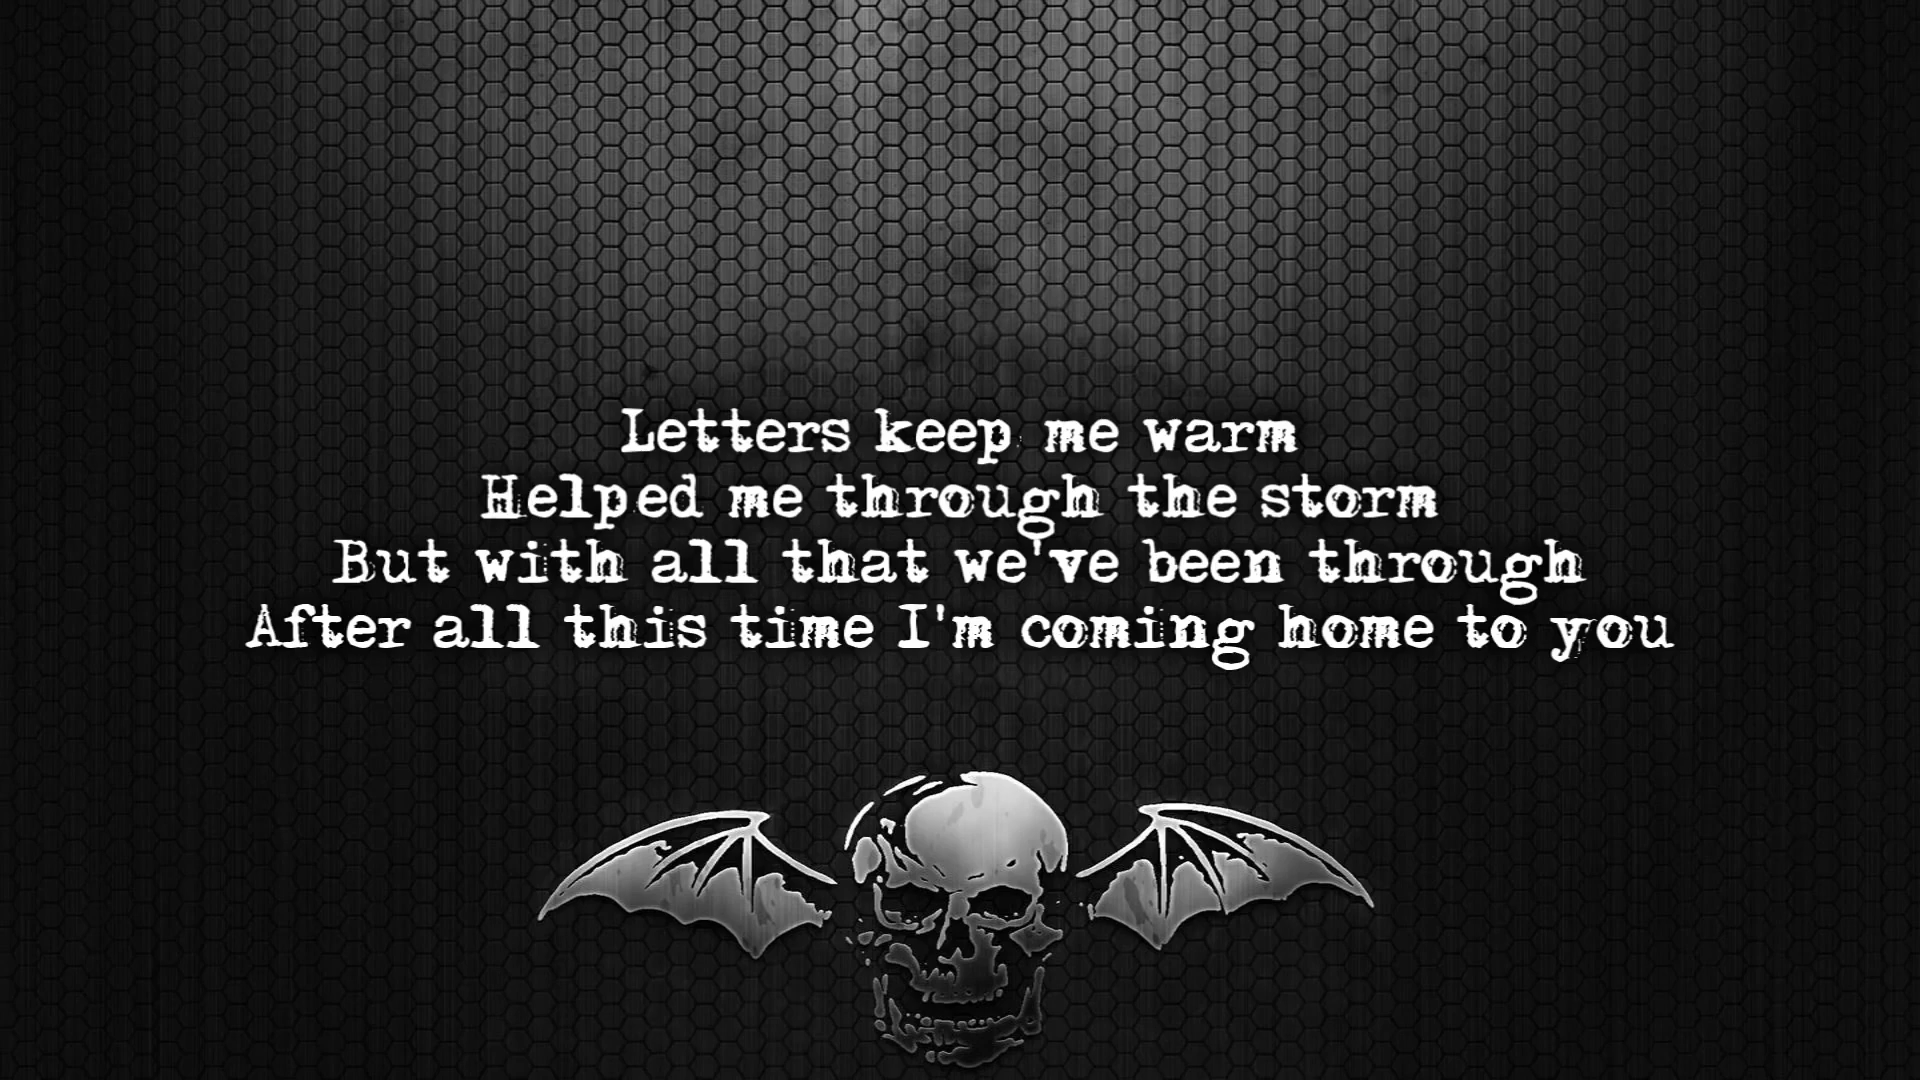 Letters keep me warm
Helped me through the storm
But with all that we've been through
After all this time I'm coming home to you